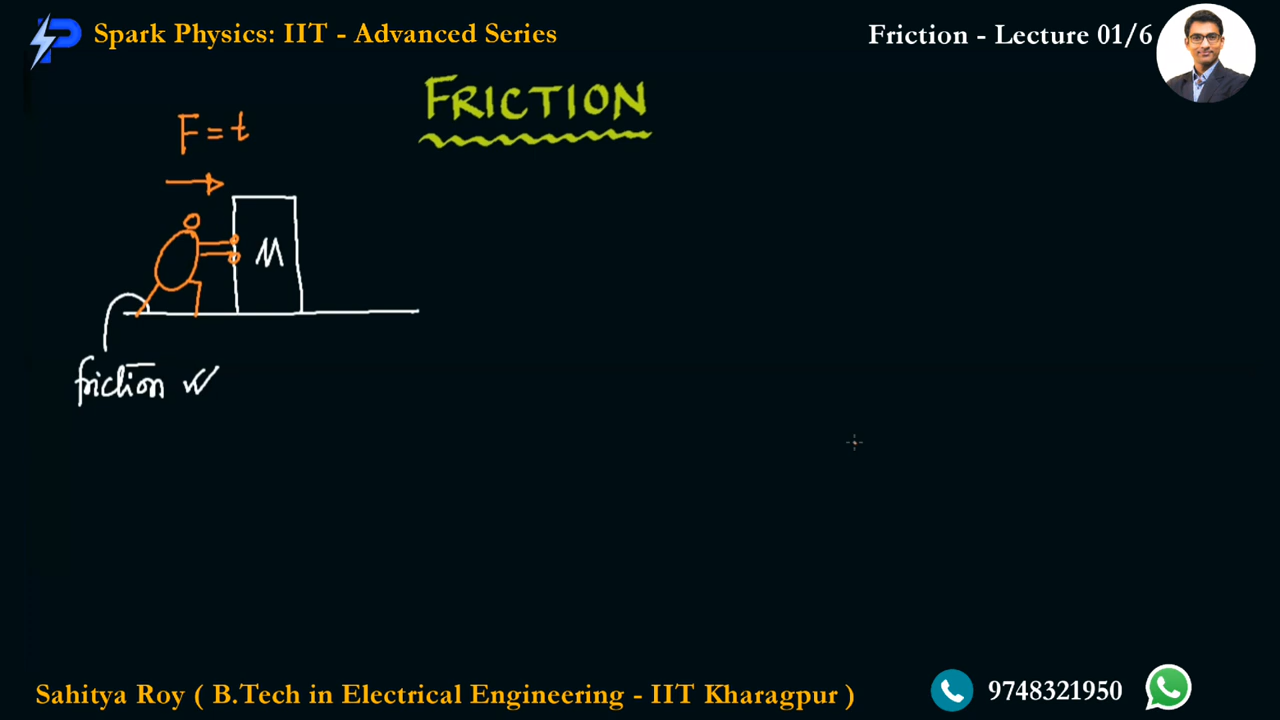 Spark Physics: IIT - Advanced Series
Friction - Lecture 01/6
FRICTION
F = t
M
friction
Sahitya Roy ( B.Tech in Electrical Engineering - IIT Kharagpur )
9748321950